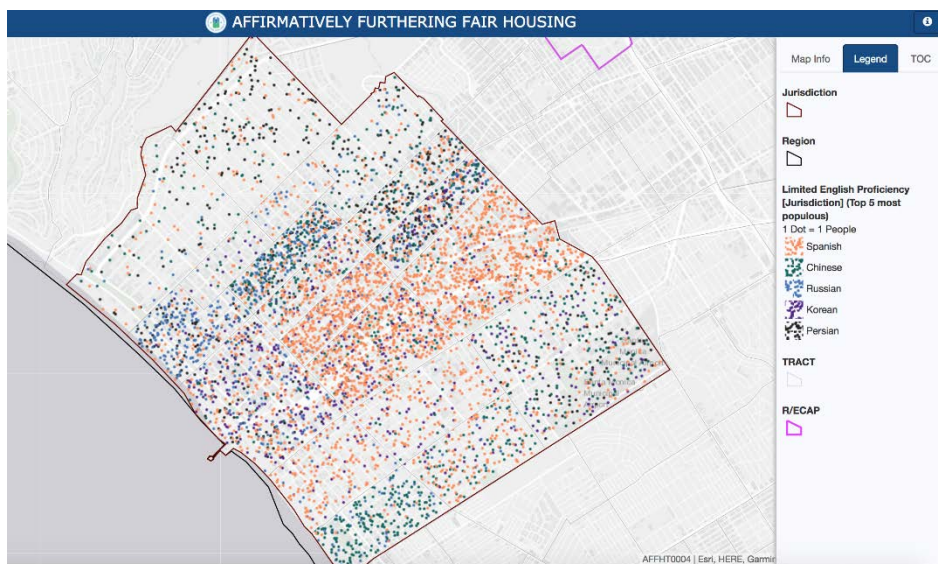 AFFIRMATIVELY FURTHERING FAIR HOUSING
Map Info
Legend
TOC
Jurisdiction
Region
Limited English Proficiency
[Jurisdiction] (Top 5 most
populous)
1 Dot = 1 People
Spanish
Chinese
Russian
Korean
Persian
TRACT
R/ECAP
AFFHT0004 | Esri, HERE, Garmin